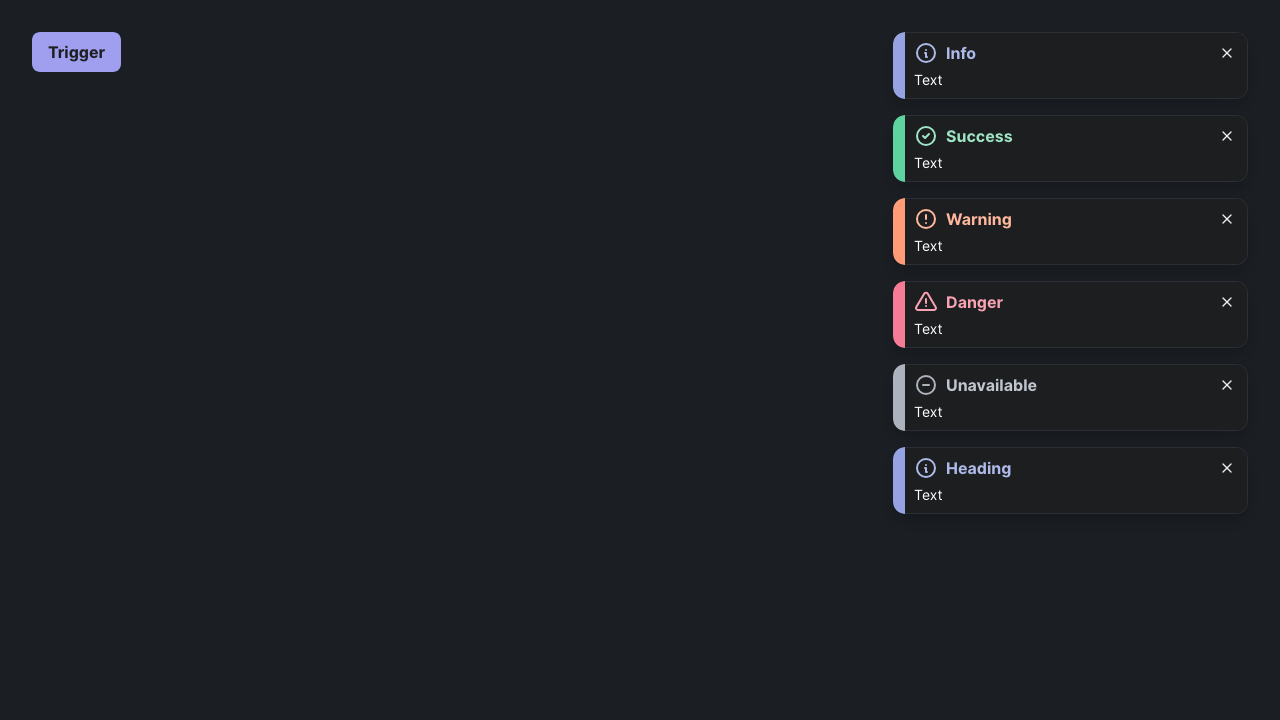 Trigger
Info
Text
Success
Text
Warning
Text
Danger
Text
Unavailable
Text
Heading
Text